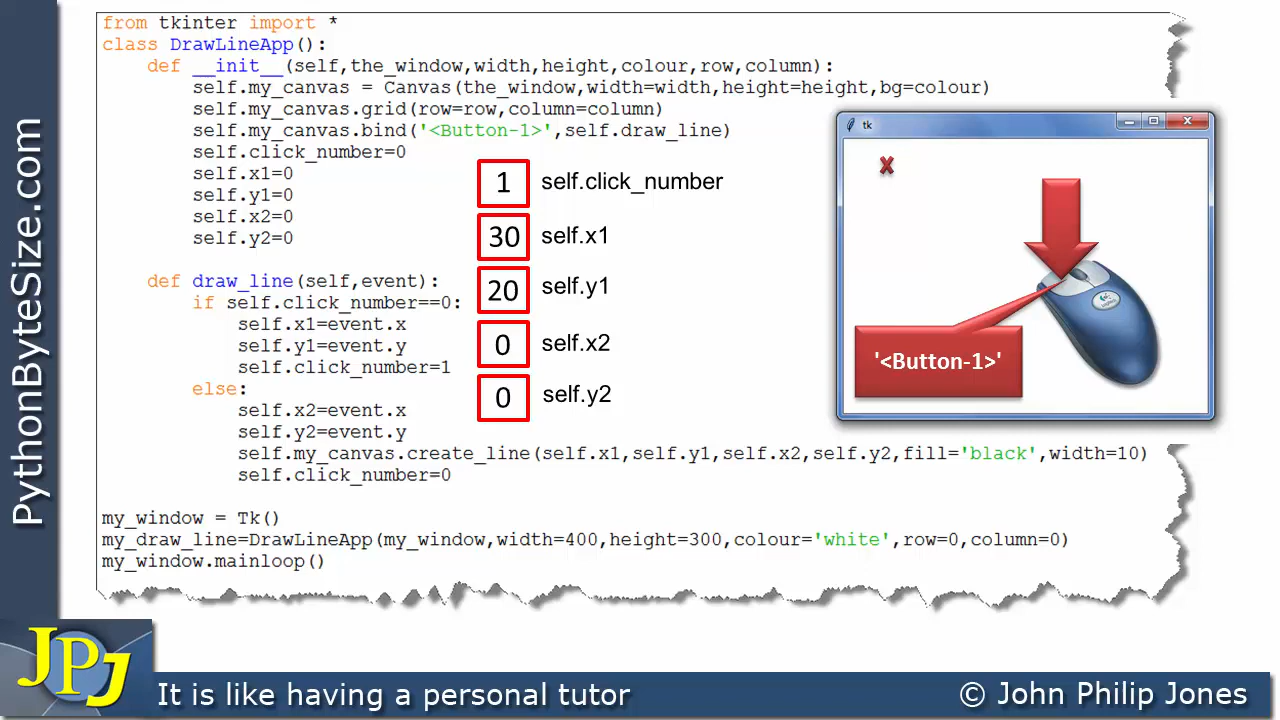 from tkinter import *
class DrawLineApp():
    def __init__(self,the_window,width,height,colour,row,column):
        self.my_canvas = Canvas(the_window,width=width,height=height,bg=colour)
        self.my_canvas.grid(row=row,column=column)
        self.my_canvas.bind('<Button-1>',self.draw_line)
        self.click_number=0
        self.x1=0
        self.y1=0
        self.x2=0
        self.y2=0
    def draw_line(self,event):
        if self.click_number==0:
            self.x1=event.x
            self.y1=event.y
            self.click_number=1
        else:
            self.x2=event.x
            self.y2=event.y
            self.my_canvas.create_line(self.x1,self.y1,self.x2,self.y2,fill='black',width=10)
            self.click_number=0
my_window = Tk()
my_draw_line=DrawLineApp(my_window,width=400,height=300,colour='white',row=0,column=0)
my_window.mainloop()
1 self.click_number
30 self.x1
20 self.y1
0 self.x2
0 self.y2
tk
x
Logitech
'<Button-1>'
PythonByteSize.com
JPJ
It is like having a personal tutor
© John Philip Jones